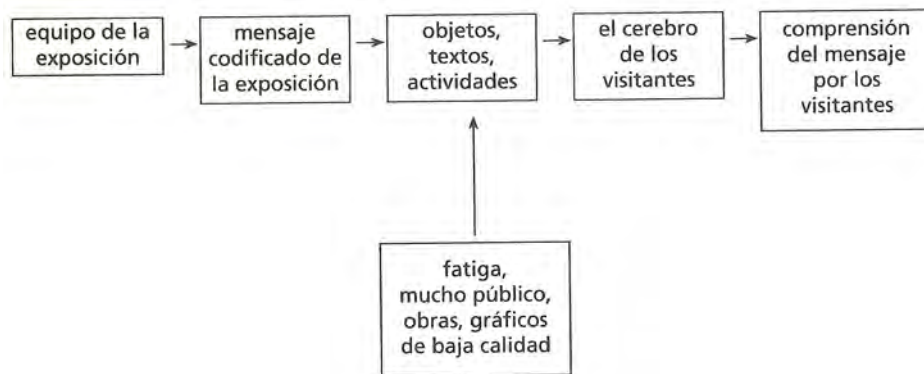 equipo de la
exposición
mensaje
codificado de
la exposición
objetos,
textos,
actividades
el cerebro
de los
visitantes
comprensión
del mensaje
por los
visitantes
fatiga,
mucho público,
obras, gráficos
de baja calidad